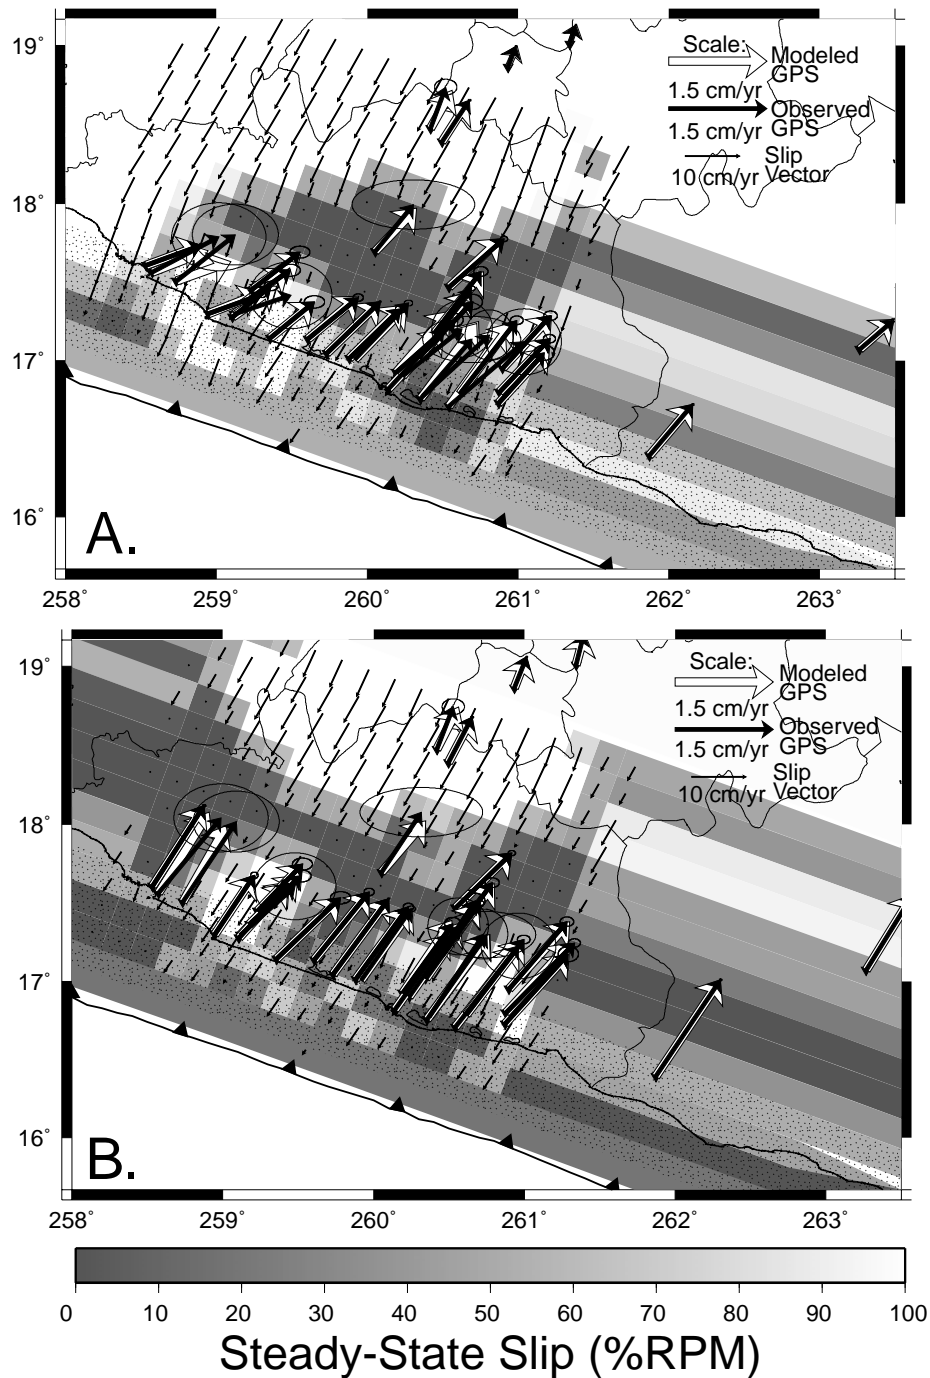 19°
18°
17°
16°
Scale:
Modeled
GPS
1.5 cm/yr
Observed
GPS
1.5 cm/yr
Slip
Vector
10 cm/yr
A.
258° 259° 260° 261° 262° 263°
19°
18°
17°
16°
Scale:
Modeled
GPS
1.5 cm/yr
Observed
GPS
1.5 cm/yr
Slip
Vector
10 cm/yr
B.
258° 259° 260° 261° 262° 263°
0 10 20 30 40 50 60 70 80 90 100
Steady-State Slip (%RPM)